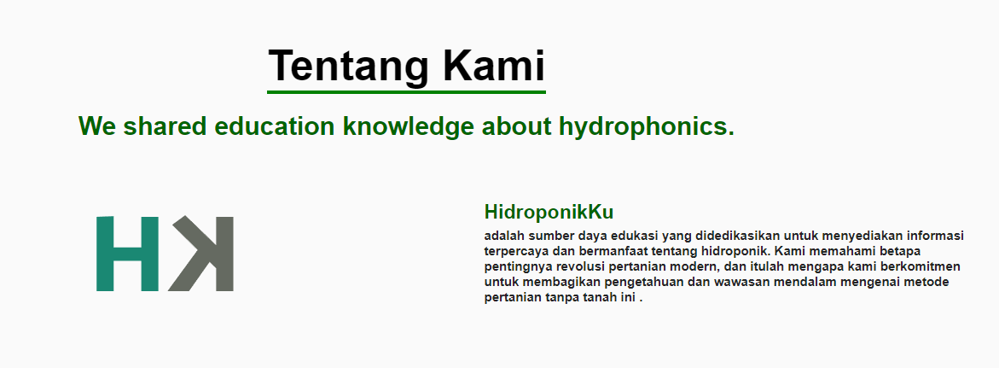 Tentang Kami
We shared education knowledge about hydrophonics.
HK
HidroponikKu
adalah sumber daya edukasi yang didedikasikan untuk menyediakan informasi
terpercaya dan bermanfaat tentang hidroponik. Kami memahami betapa
pentingnya revolusi pertanian modern, dan itulah mengapa kami berkomitmen
untuk membagikan pengetahuan dan wawasan mendalam mengenai metode
pertanian tanpa tanah ini .